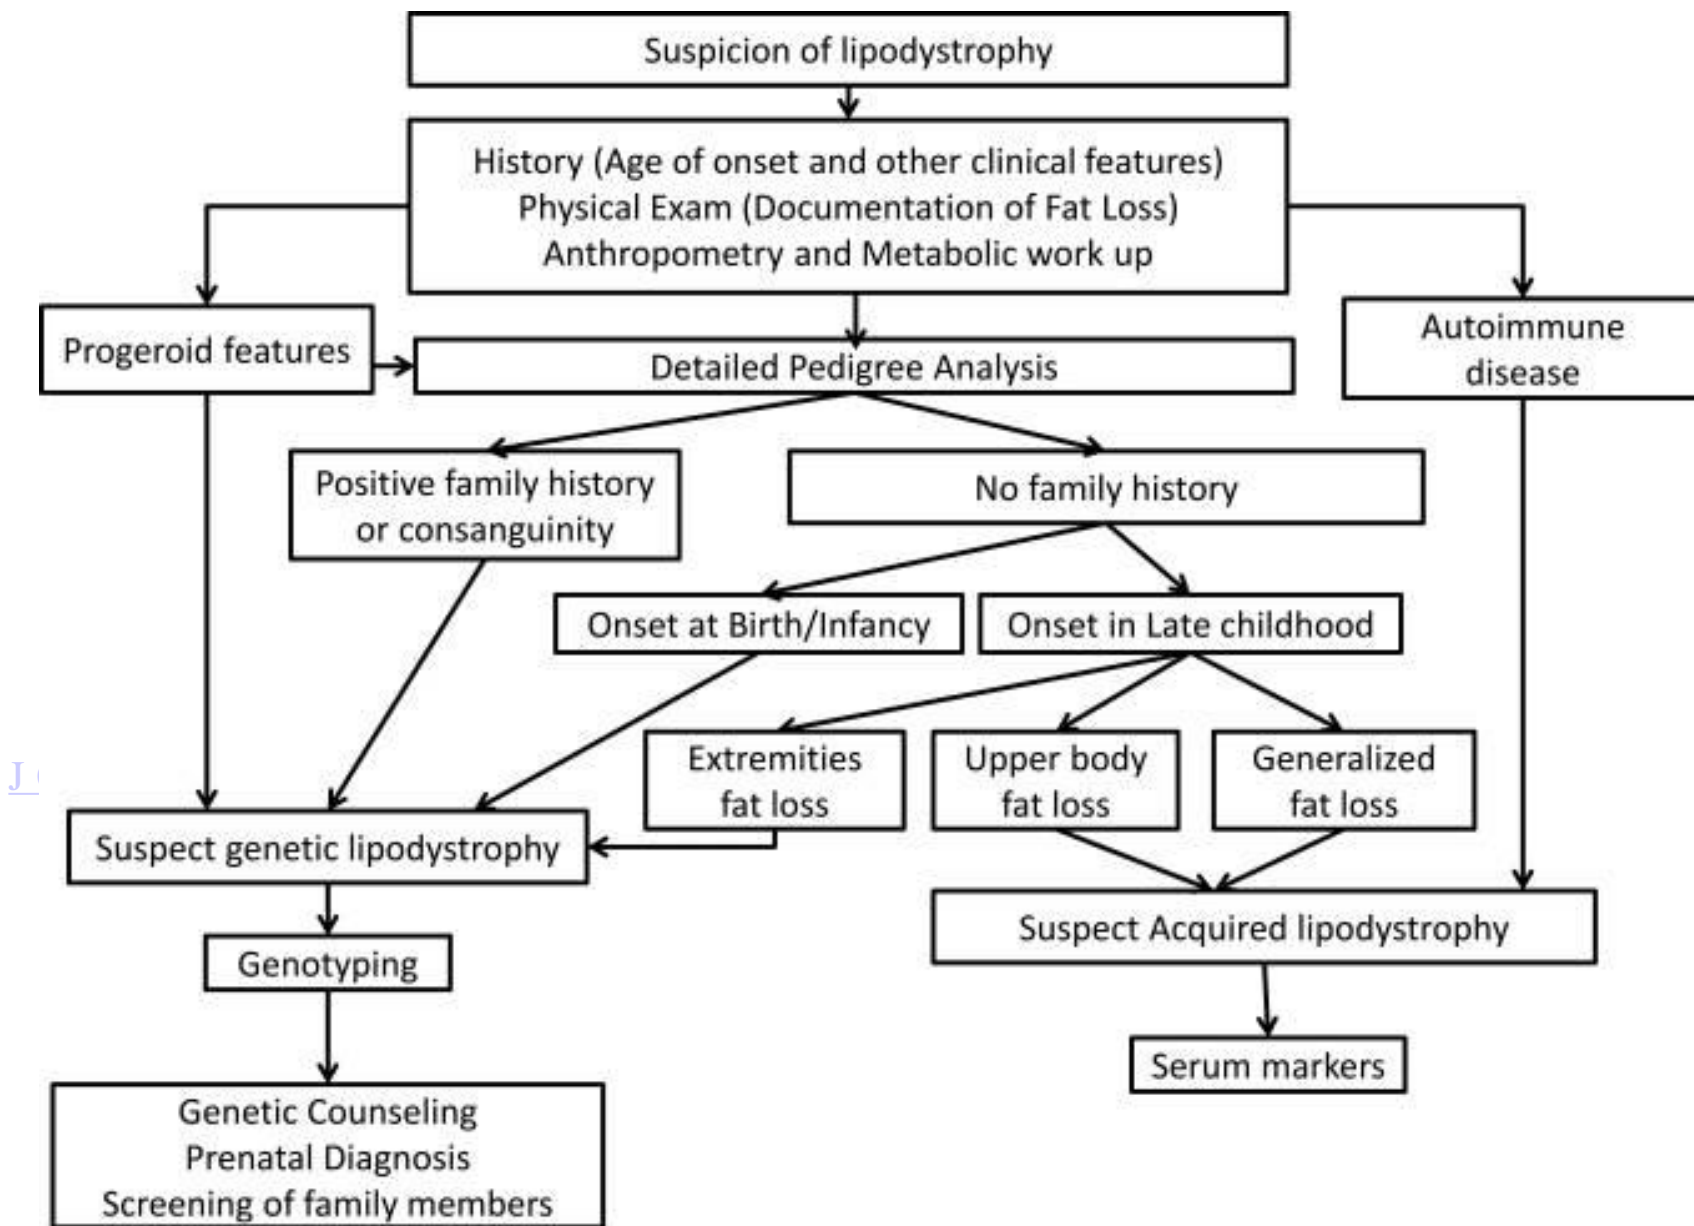 Suspicion of lipodystrophy
History (Age of onset and other clinical features)
Physical Exam (Documentation of Fat Loss)
Anthropometry and Metabolic work up
Progeroid features
Detailed Pedigree Analysis
Autoimmune
disease
Positive family history
or consanguinity
No family history
Onset at Birth/Infancy
Onset in Late childhood
Extremities
fat loss
Upper body
fat loss
Generalized
fat loss
J
Suspect genetic lipodystrophy
Suspect Acquired lipodystrophy
Genotyping
Serum markers
Genetic Counseling
Prenatal Diagnosis
Screening of family members